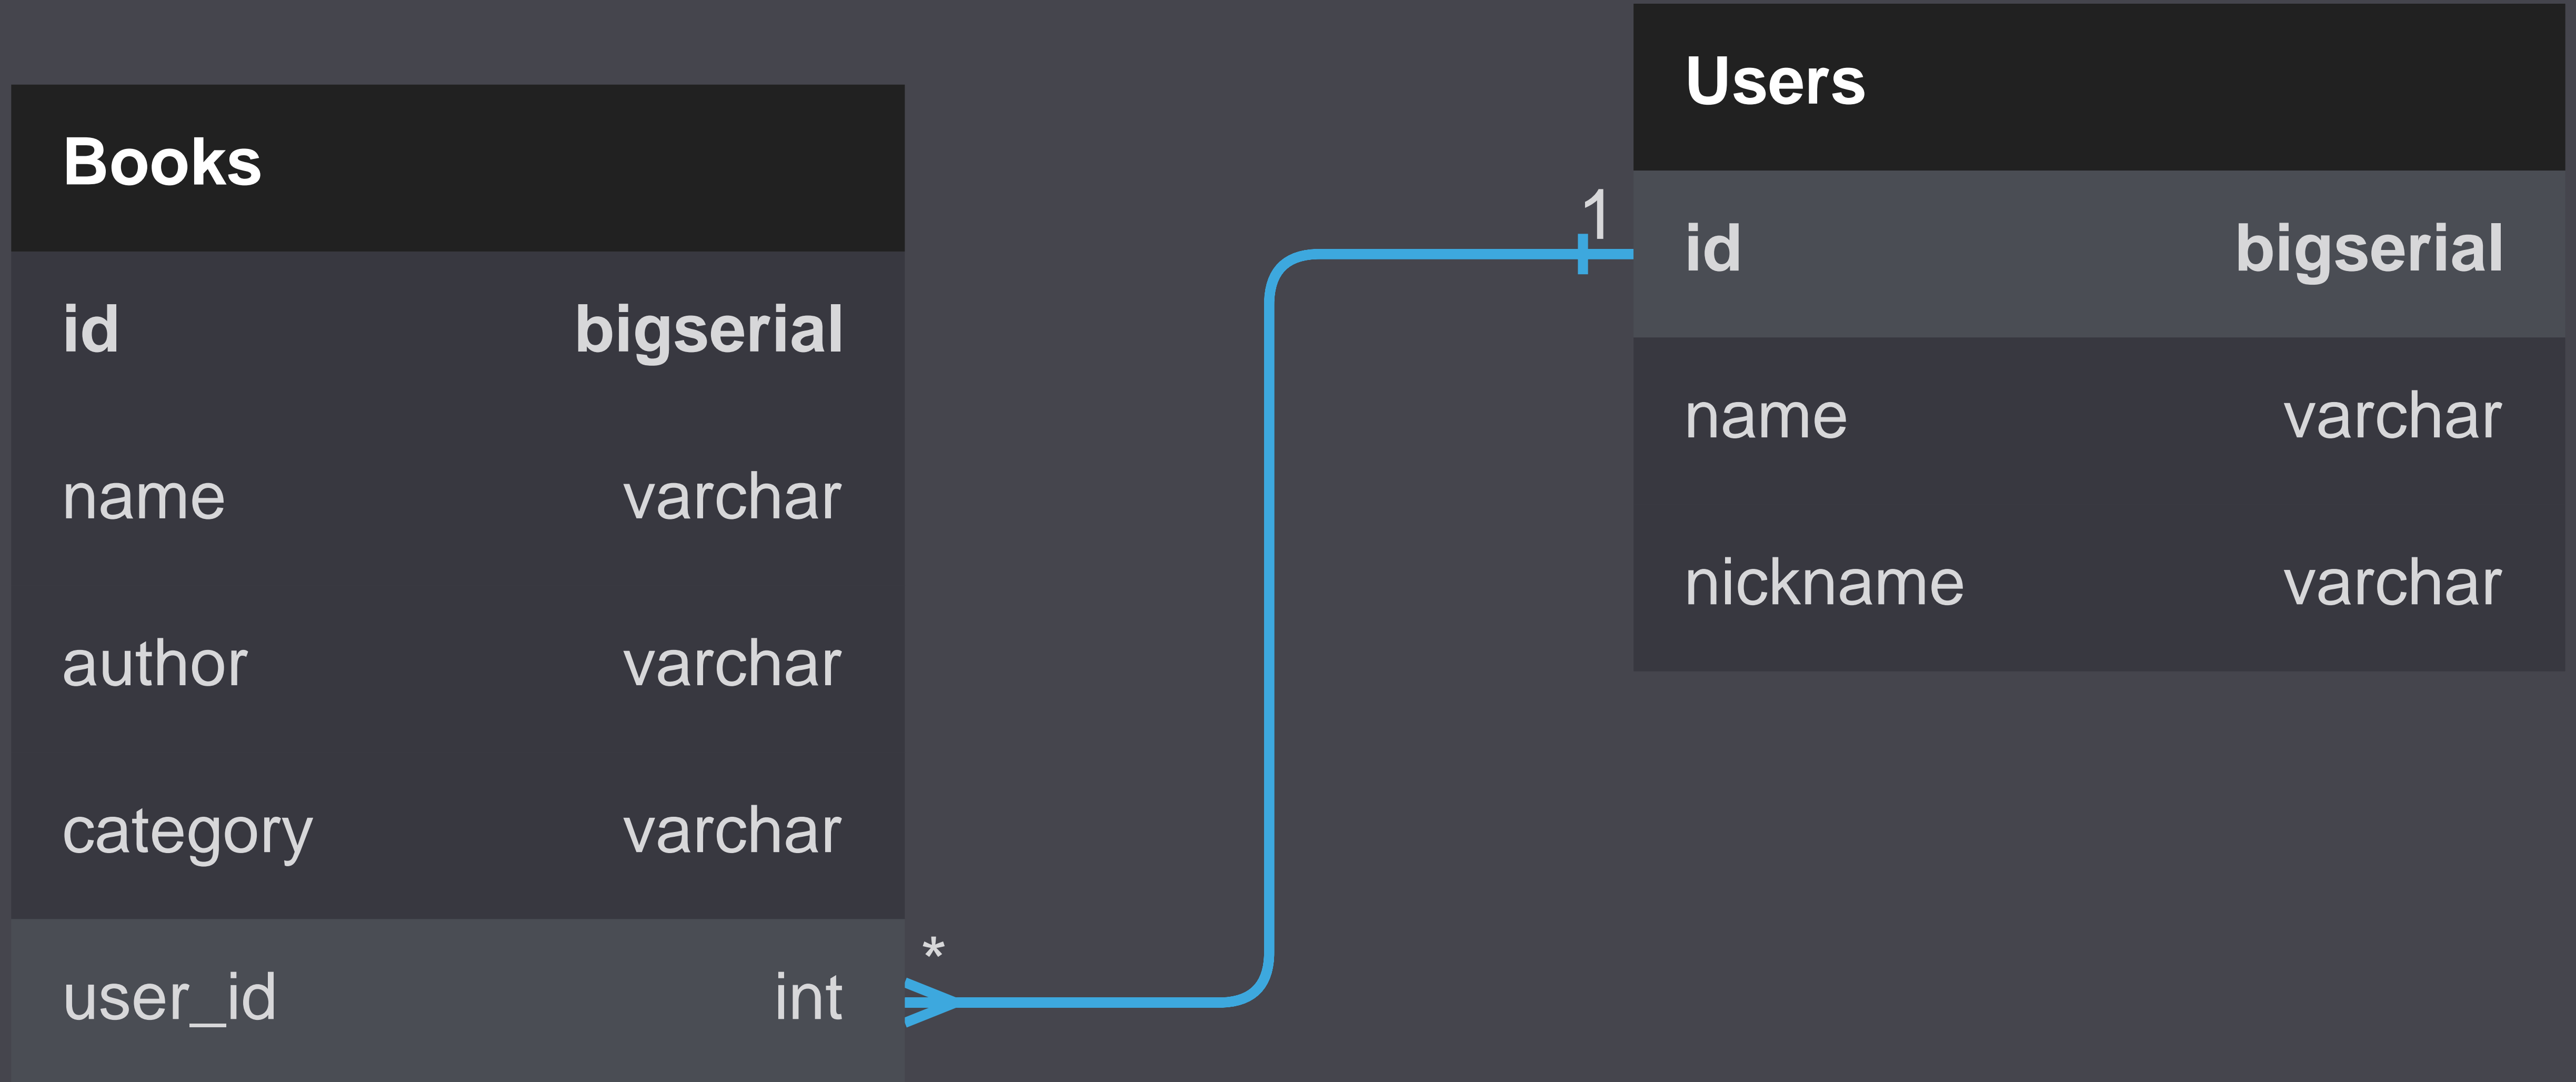 Books
id bigserial
name varchar
author varchar
category varchar
user_id int
*
1
Users
id bigserial
name varchar
nickname varchar